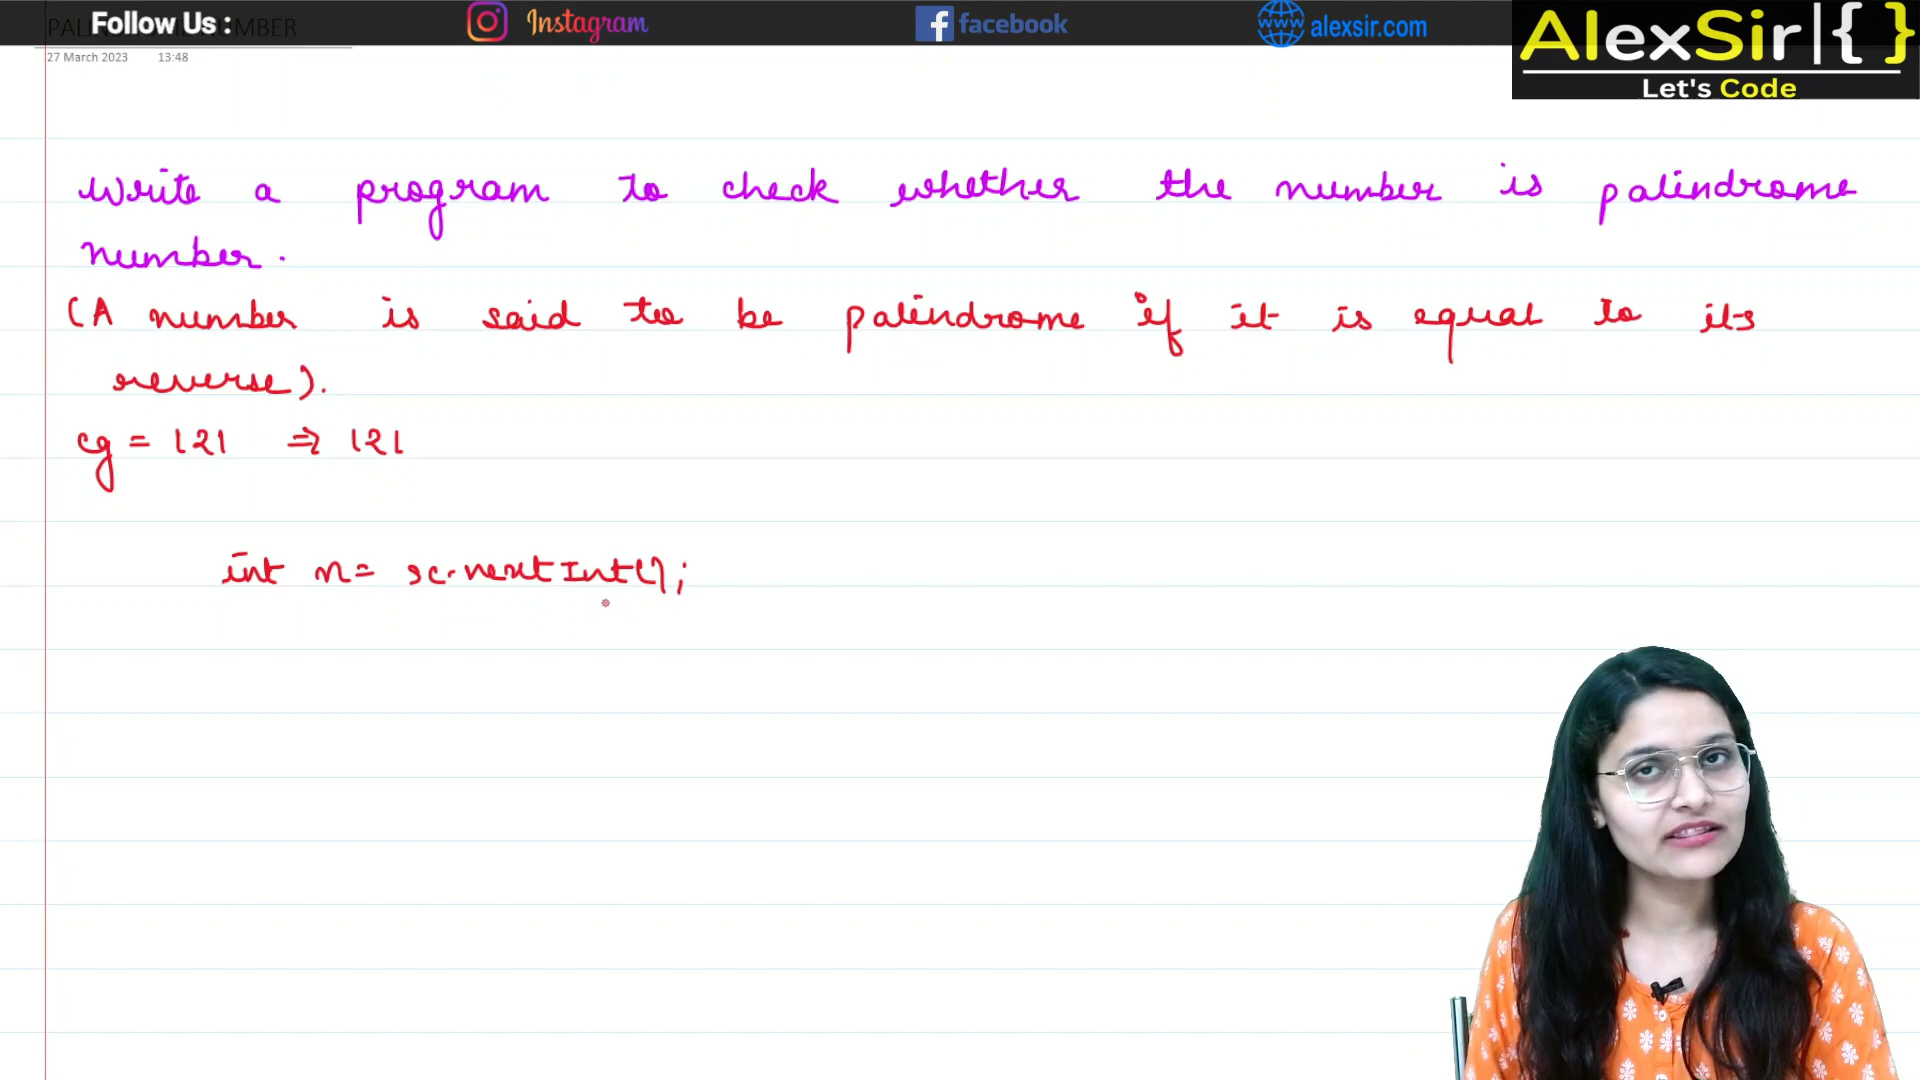 Follow Us :
Instagram
facebook
alexsir.com
AlexSir|{ }
Let's Code
27 March 2023 13:48
Write a program to check whether the number is palindrome
number.
(A number is said to be palindrome if it is equal to its
reverse).
eg = 121 ⇒ 121
int n = sc.nextInt();